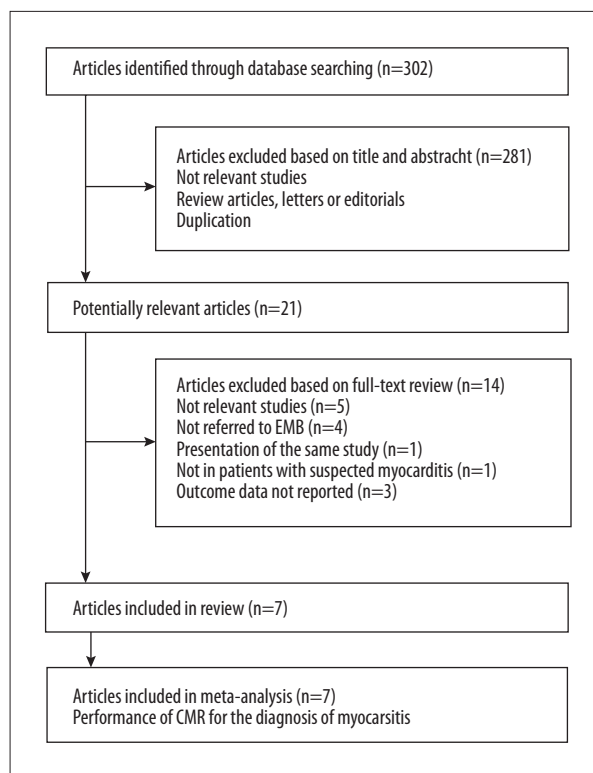 Articles identified through database searching (n=302)
Articles excluded based on title and abstracht (n=281)
Not relevant studies
Review articles, letters or editorials
Duplication
Potentially relevant articles (n=21)
Articles excluded based on full-text review (n=14)
Not relevant studies (n=5)
Not referred to EMB (n=4)
Presentation of the same study (n=1)
Not in patients with suspected myocarditis (n=1)
Outcome data not reported (n=3)
Articles included in review (n=7)
Articles included in meta-analysis (n=7)
Performance of CMR for the diagnosis of myocarsitis